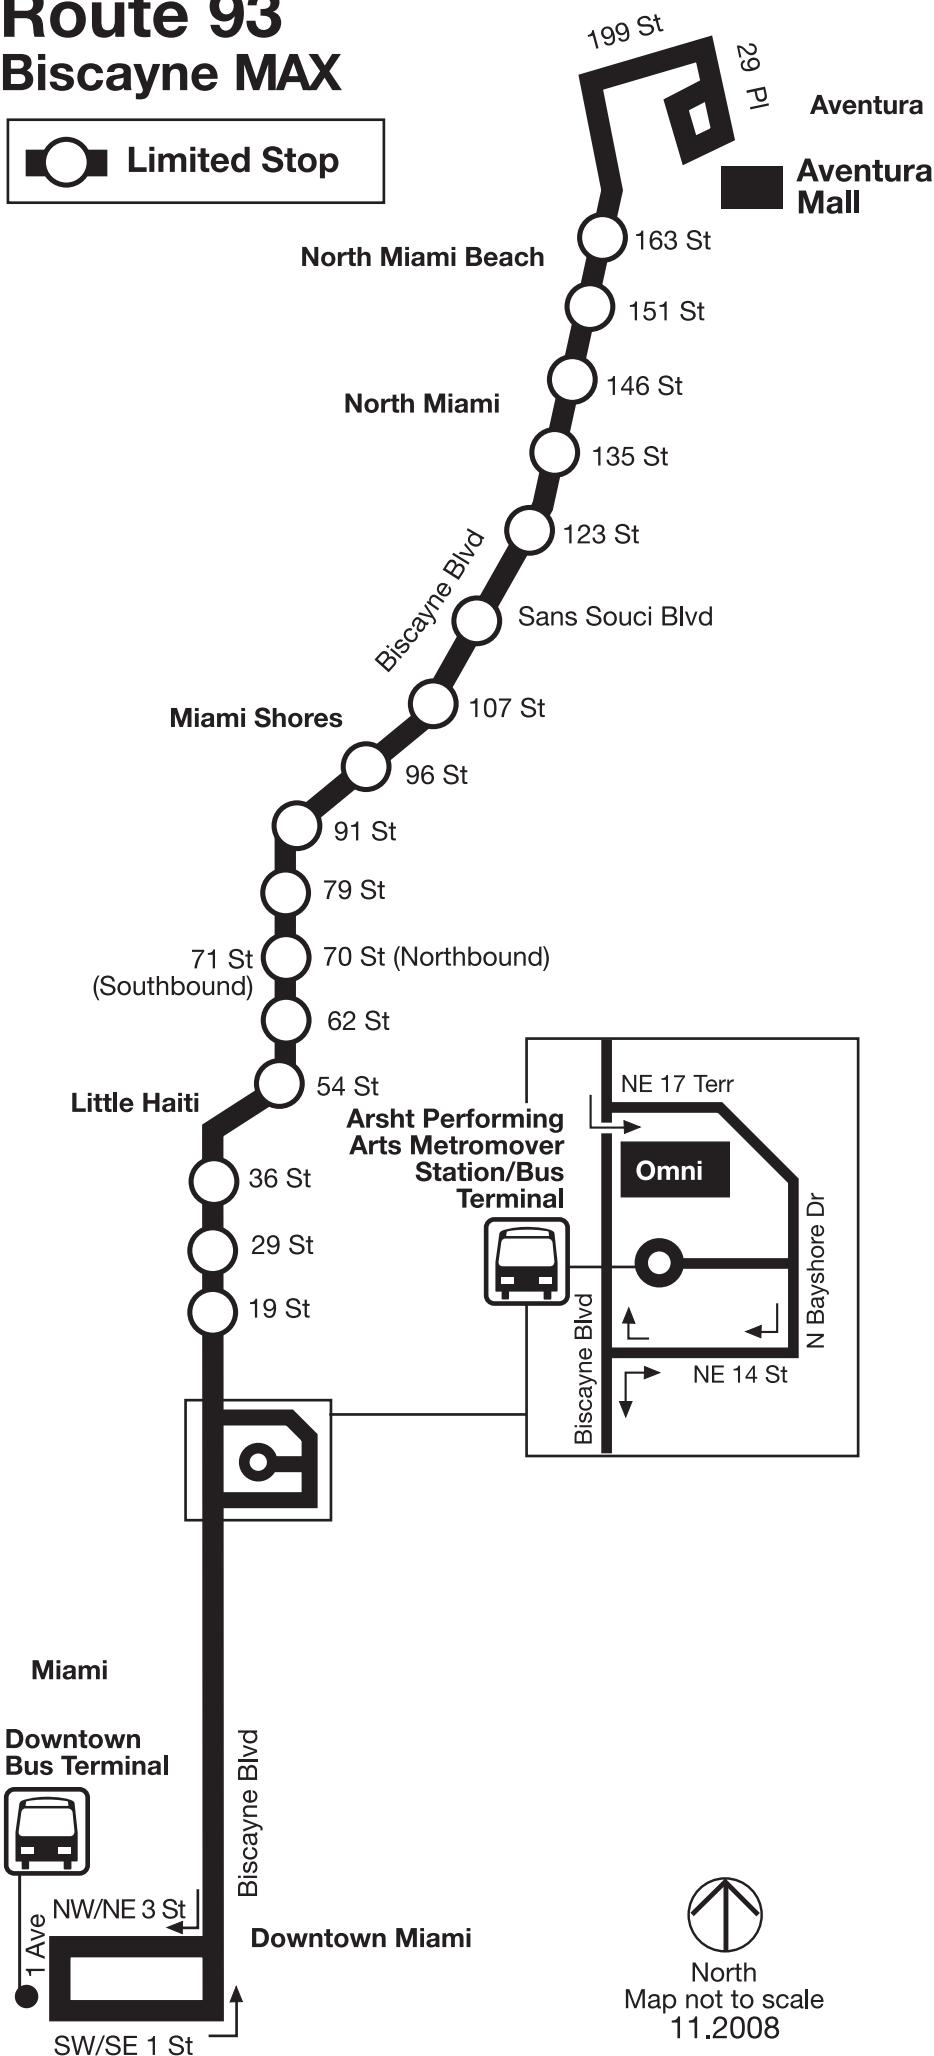 Route 93
Biscayne MAX
Limited Stop
199 St
29 Pl
Aventura
Aventura
Mall
163 St
North Miami Beach
151 St
146 St
North Miami
135 St
123 St
Biscayne Blvd
Sans Souci Blvd
107 St
Miami Shores
96 St
91 St
79 St
71 St
(Southbound)
70 St (Northbound)
62 St
54 St
Little Haiti
36 St
29 St
19 St
Arsht Performing
Arts Metromover
Station/Bus
Terminal
NE 17 Terr
Omni
N Bayshore Dr
Biscayne Blvd
NE 14 St
Miami
Downtown
Bus Terminal
Biscayne Blvd
NW/NE 3 St
1 Ave
Downtown Miami
SW/SE 1 St
North
Map not to scale
11.2008